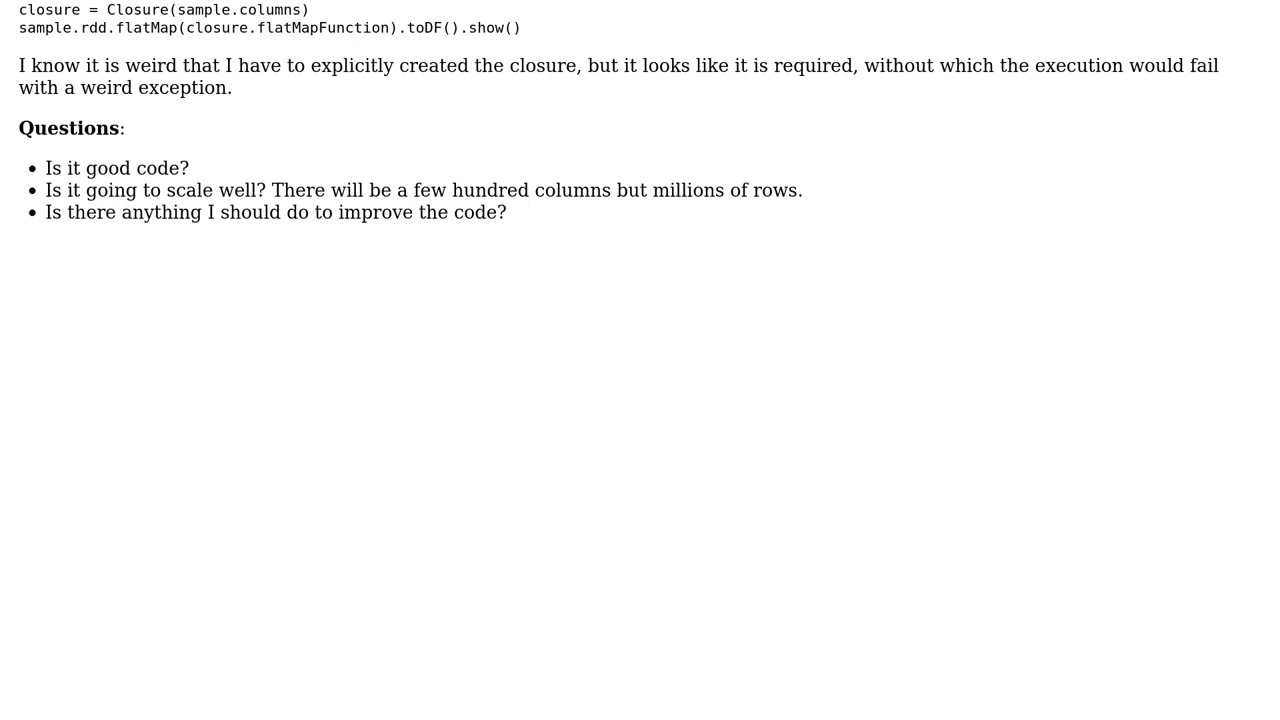 closure = Closure(sample.columns)
sample.rdd.flatMap(closure.flatMapFunction).toDF().show()
I know it is weird that I have to explicitly created the closure, but it looks like it is required, without which the execution would fail
with a weird exception.
Questions:
• Is it good code?
• Is it going to scale well? There will be a few hundred columns but millions of rows.
• Is there anything I should do to improve the code?